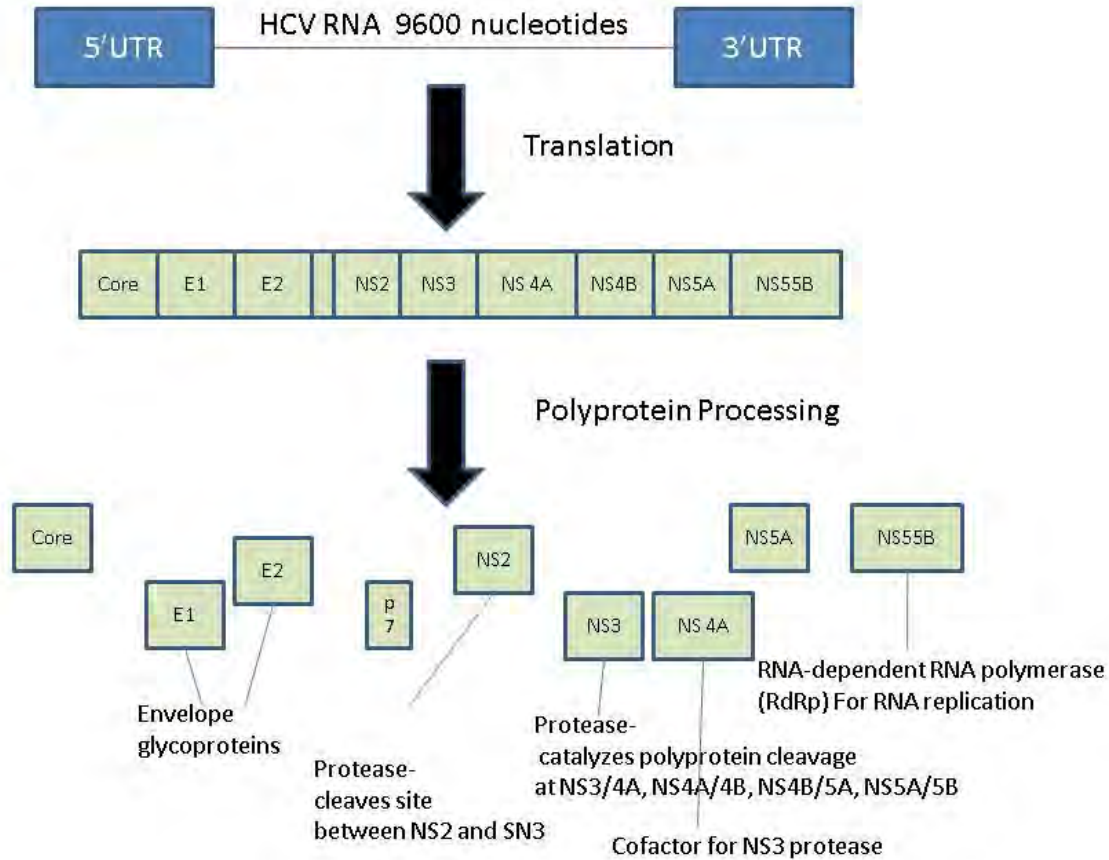 5'UTR
HCV RNA 9600 nucleotides
3'UTR
Translation
Core
E1
E2
NS2
NS3
NS 4A
NS4B
NS5A
NS55B
Polyprotein Processing
Core
E1
E2
p
7
NS2
NS3
NS 4A
NS5A
NS55B
Envelope
glycoproteins
Protease-
cleaves site
between NS2 and SN3
Protease-
catalyzes polyprotein cleavage
at NS3/4A, NS4A/4B, NS4B/5A, NS5A/5B
Cofactor for NS3 protease
RNA-dependent RNA polymerase
(RdRp) For RNA replication